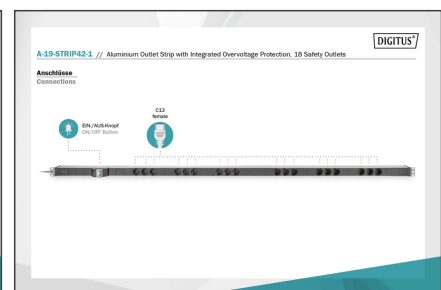 DIGITUS®
A-19-STRIP42-1 // Aluminium Outlet Strip with Integrated Overvoltage Protection, 18 Safety Outlets
Anschlüsse
Connections
C13
female
EIN-/AUS-Knopf
ON/OFF Button